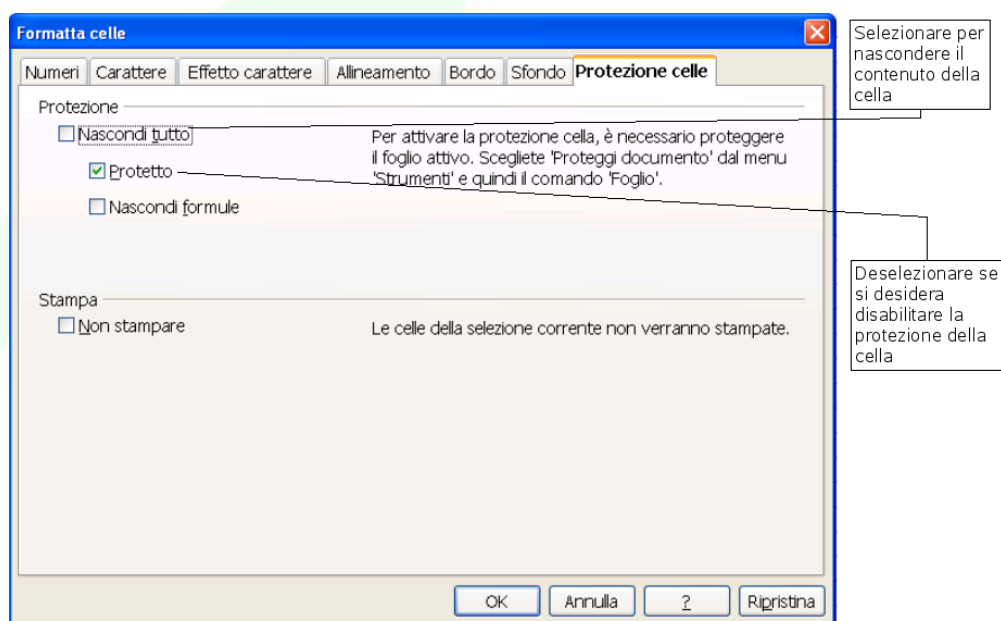 Formatta celle
Numeri Carattere Effetto carattere Allineamento Bordo Sfondo Protezione celle
Protezione
Nascondi tutto
Protetto
Nascondi formule
Per attivare la protezione cella, è necessario proteggere
il foglio attivo. Scegliete 'Proteggi documento' dal menu
'Strumenti' e quindi il comando 'Foglio'.
Stampa
Non stampare
Le celle della selezione corrente non verranno stampate.
OK Annulla ? Ripristina
Selezionare per
nascondere il
contenuto della
cella
Deselezionare se
si desidera
disabilitare la
protezione della
cella